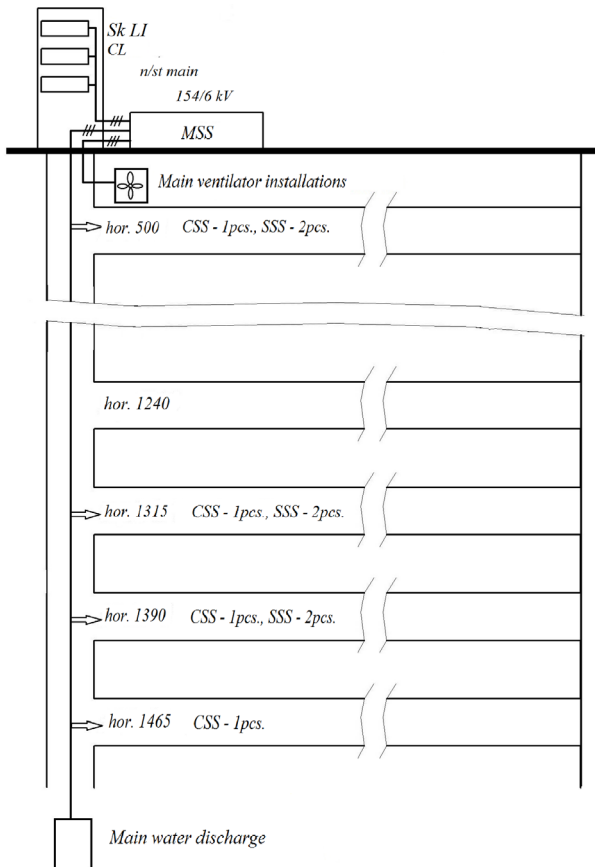 Sk LI
CL
n/st main
154/6 kV
MSS
Main ventilator installations
hor. 500 CSS - 1pcs., SSS - 2pcs.
hor. 1240
hor. 1315 CSS - 1pcs., SSS - 2pcs.
hor. 1390 CSS - 1pcs., SSS - 2pcs.
hor. 1465 CSS - 1pcs.
Main water discharge